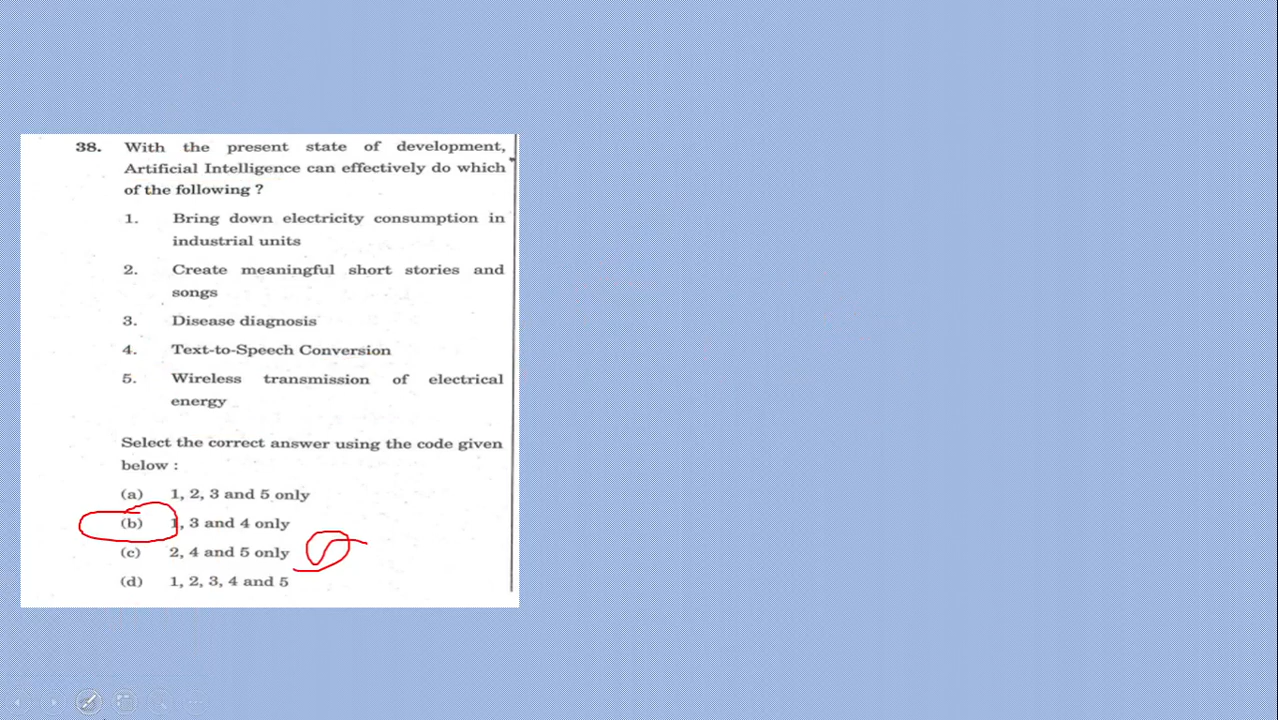 38. With the present state of development,
Artificial Intelligence can effectively do which
of the following ?
1. Bring down electricity consumption in
industrial units
2. Create meaningful short stories and
songs
3. Disease diagnosis
4. Text-to-Speech Conversion
5. Wireless transmission of electrical
energy
Select the correct answer using the code given
below :
(a) 1, 2, 3 and 5 only
(b) 1, 3 and 4 only
(c) 2, 4 and 5 only
(d) 1, 2, 3, 4 and 5